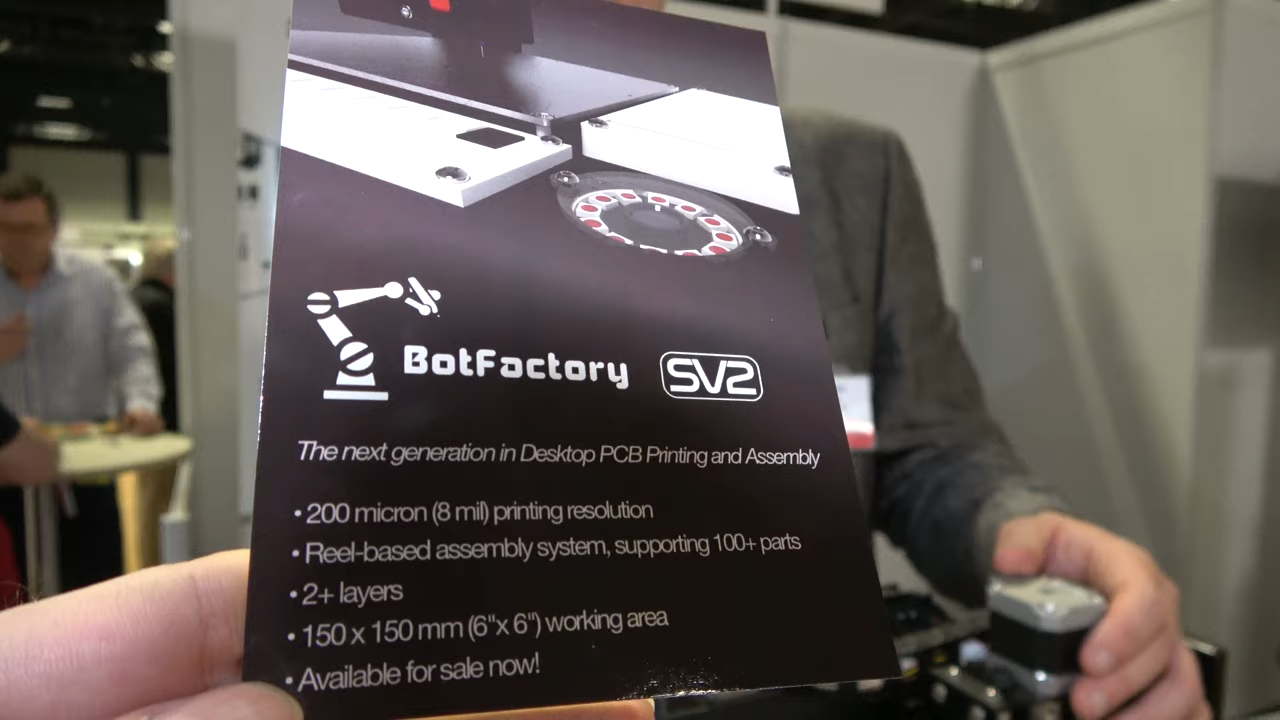 BotFactory SV2
The next generation in Desktop PCB Printing and Assembly
• 200 micron (8 mil) printing resolution
• Reel-based assembly system, supporting 100+ parts
• 2+ layers
• 150 x 150 mm (6"x 6") working area
• Available for sale now!